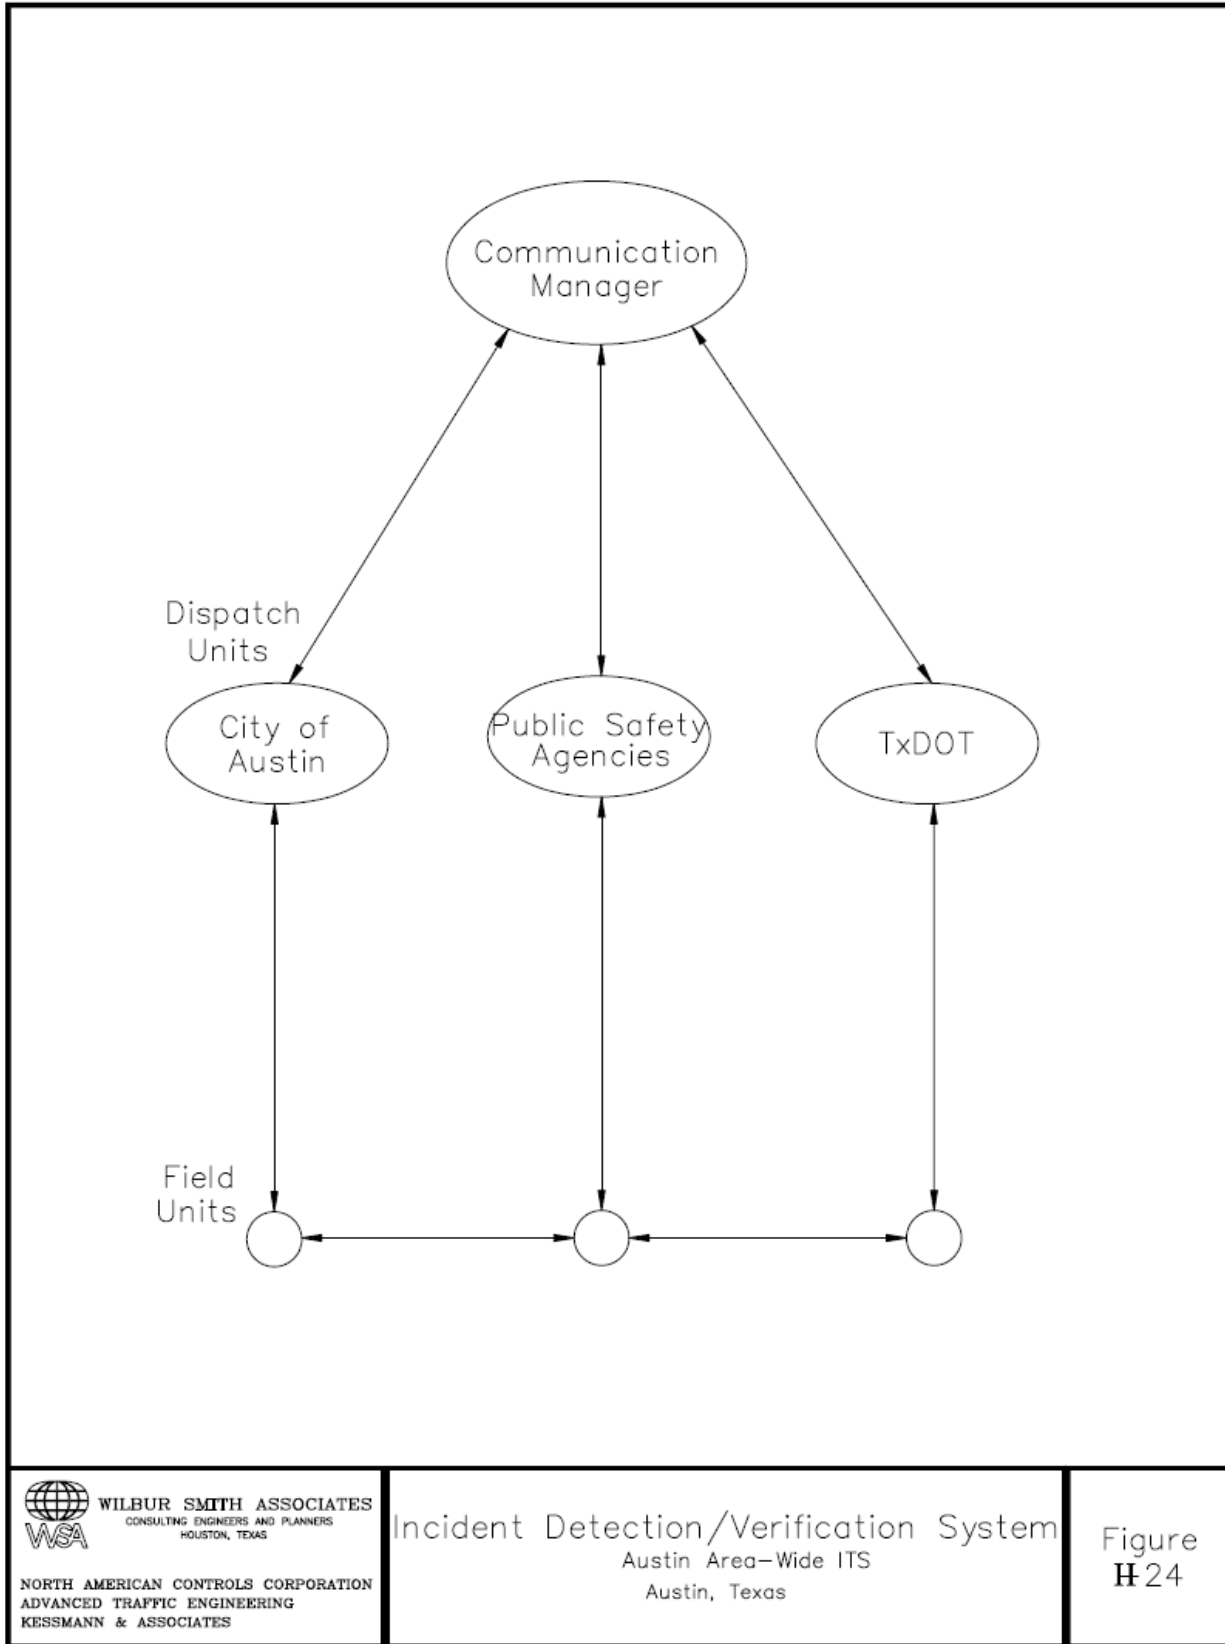 Communication
Manager
Dispatch
Units
City of
Austin
Public Safety
Agencies
TxDOT
Field
Units
WSA
WILBUR SMITH ASSOCIATES
CONSULTING ENGINEERS AND PLANNERS
HOUSTON, TEXAS
NORTH AMERICAN CONTROLS CORPORATION
ADVANCED TRAFFIC ENGINEERING
KESSMANN & ASSOCIATES
Incident Detection/Verification System
Austin Area-Wide ITS
Austin, Texas
Figure
II-24